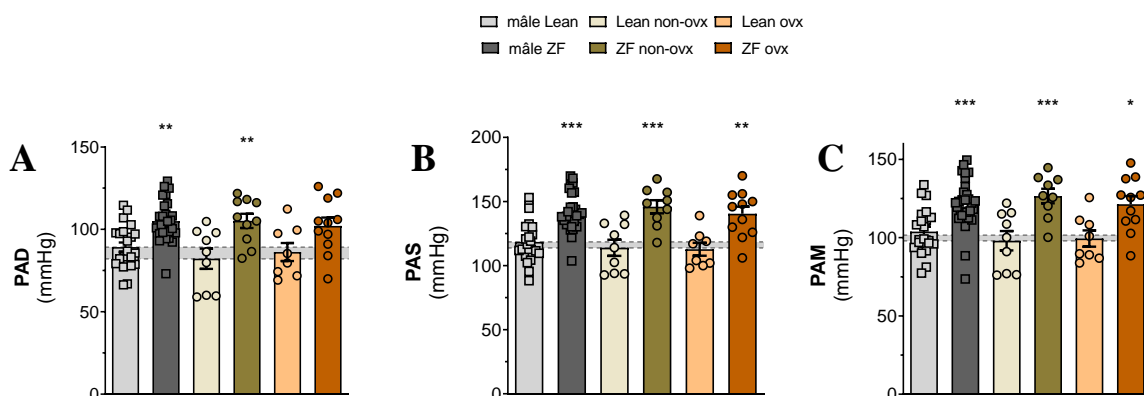 mâle Lean Lean non-ovx Lean ovx
mâle ZF ZF non-ovx ZF ovx
A
** **
PAD
(mmHg)
150
100
50
0
B
*** *** **
PAS
(mmHg)
200
150
100
50
0
C
*** *** *
PAM
(mmHg)
150
100
50
0